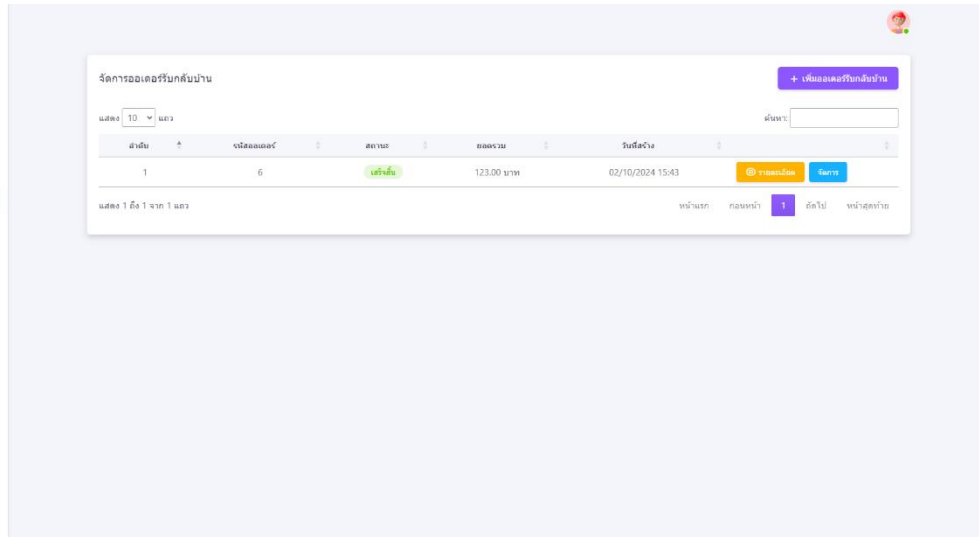 จัดการออเดอร์รับกลับบ้าน
+ เพิ่มออเดอร์รับกลับบ้าน
แสดง 10 แถว
ค้นหา:
ลำดับ รหัสออเดอร์ สถานะ ยอดรวม วันที่สร้าง
1 6 เสร็จสิ้น 123.00 บาท 02/10/2024 15:43 รายละเอียด จัดการ
แสดง 1 ถึง 1 จาก 1 แถว
หน้าแรก ก่อนหน้า 1 ถัดไป หน้าสุดท้าย